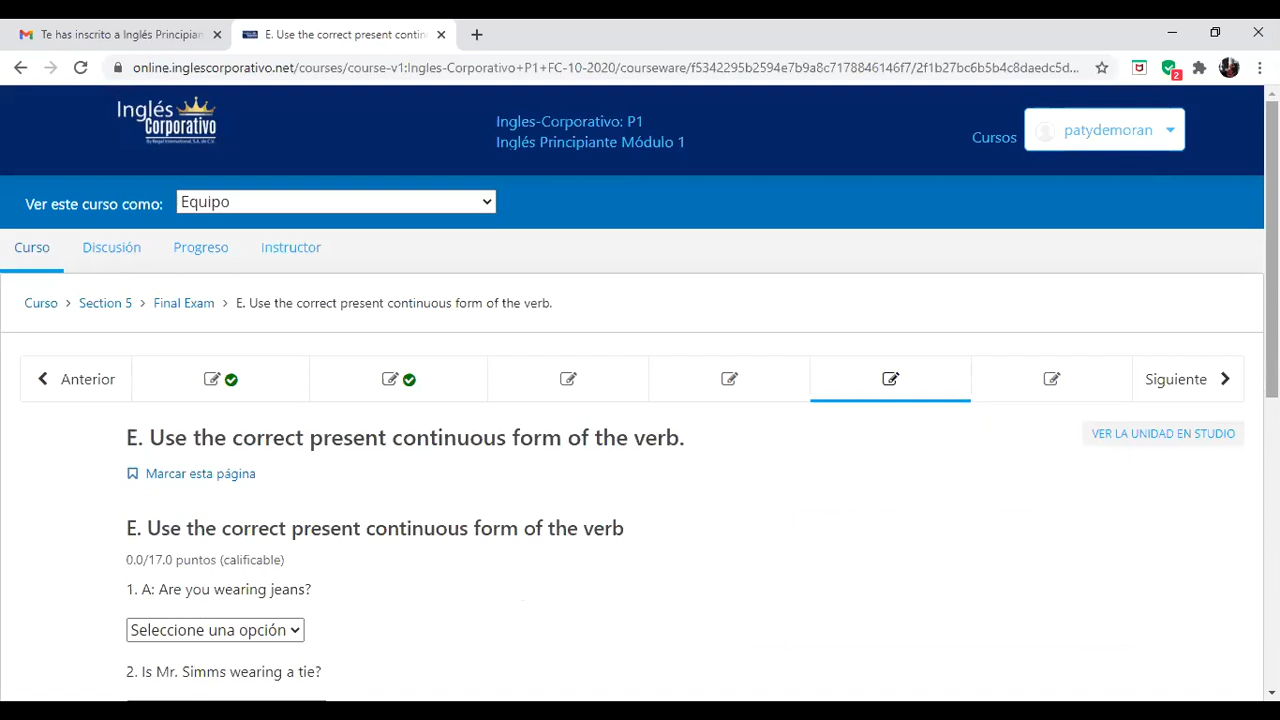 Te has inscrito a Inglés Principian
E. Use the correct present contin
online.inglescorporativo.net/courses/course-v1:Ingles-Corporativo+P1+FC-10-2020/courseware/f5342295b2594e7b9a8c7178846146f7/2f1b27bc6b5b4c8daedc5d...
2
Inglés
Corporativo
By Regal International, S.A. de C.V.
Ingles-Corporativo: P1
Inglés Principiante Módulo 1
Cursos
patydemoran
Ver este curso como:
Equipo
Curso
Discusión
Progreso
Instructor
Curso > Section 5 > Final Exam > E. Use the correct present continuous form of the verb.
Anterior
Siguiente
E. Use the correct present continuous form of the verb.
VER LA UNIDAD EN STUDIO
Marcar esta página
E. Use the correct present continuous form of the verb
0.0/17.0 puntos (calificable)
1. A: Are you wearing jeans?
Seleccione una opción
2. Is Mr. Simms wearing a tie?